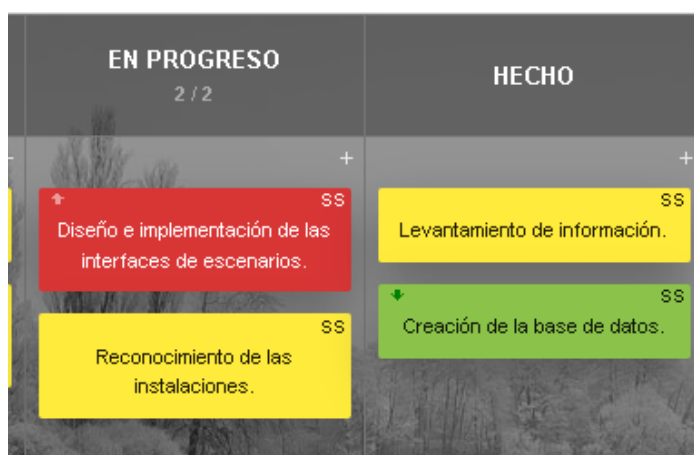 EN PROGRESO
2 / 2
HECHO
+
+
SS
Diseño e implementación de las
interfaces de escenarios.
SS
Reconocimiento de las
instalaciones.
SS
Levantamiento de información.
SS
Creación de la base de datos.